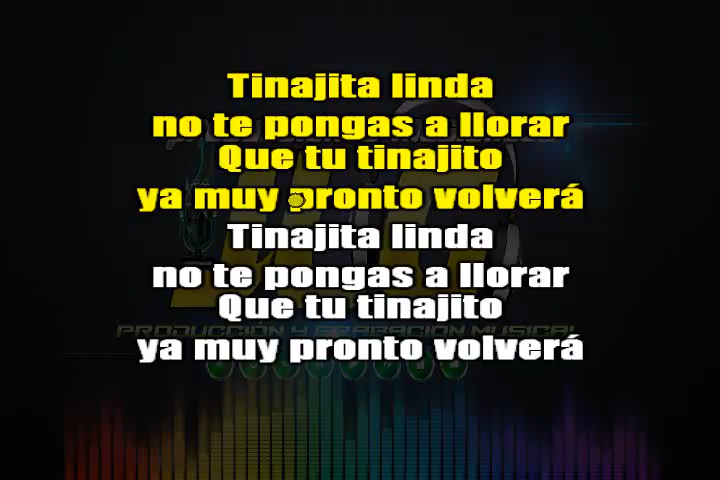 Tinajita linda
no te pongas a llorar
Que tu tinajito
ya muy pronto volverá
Tinajita linda
no te pongas a llorar
Que tu tinajito
PRODUCCIÓN Y GRABACION MUSICAL
ya muy pronto volverá